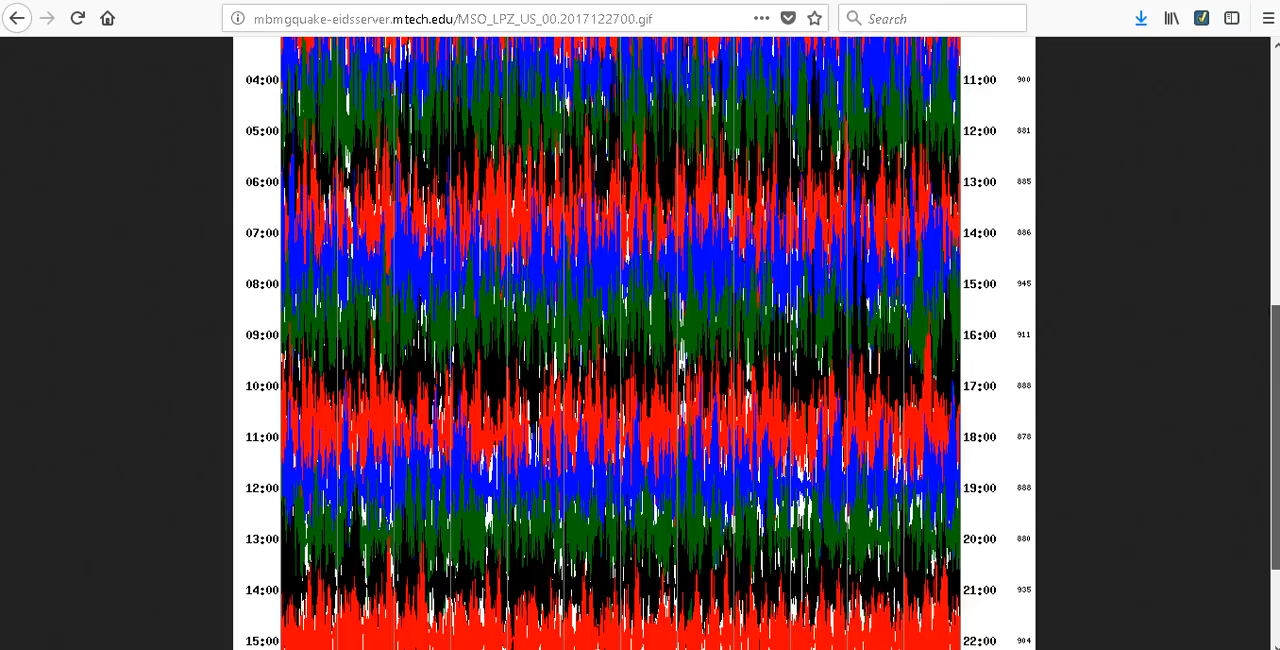 mbmgquake-eidsserver.mtech.edu/MSO_LPZ_US_00.2017122700.gif
Search
04:00 11:00 900
05:00 12:00 881
06:00 13:00 885
07:00 14:00 886
08:00 15:00 945
09:00 16:00 911
10:00 17:00 888
11:00 18:00 878
12:00 19:00 888
13:00 20:00 880
14:00 21:00 935
15:00 22:00 904